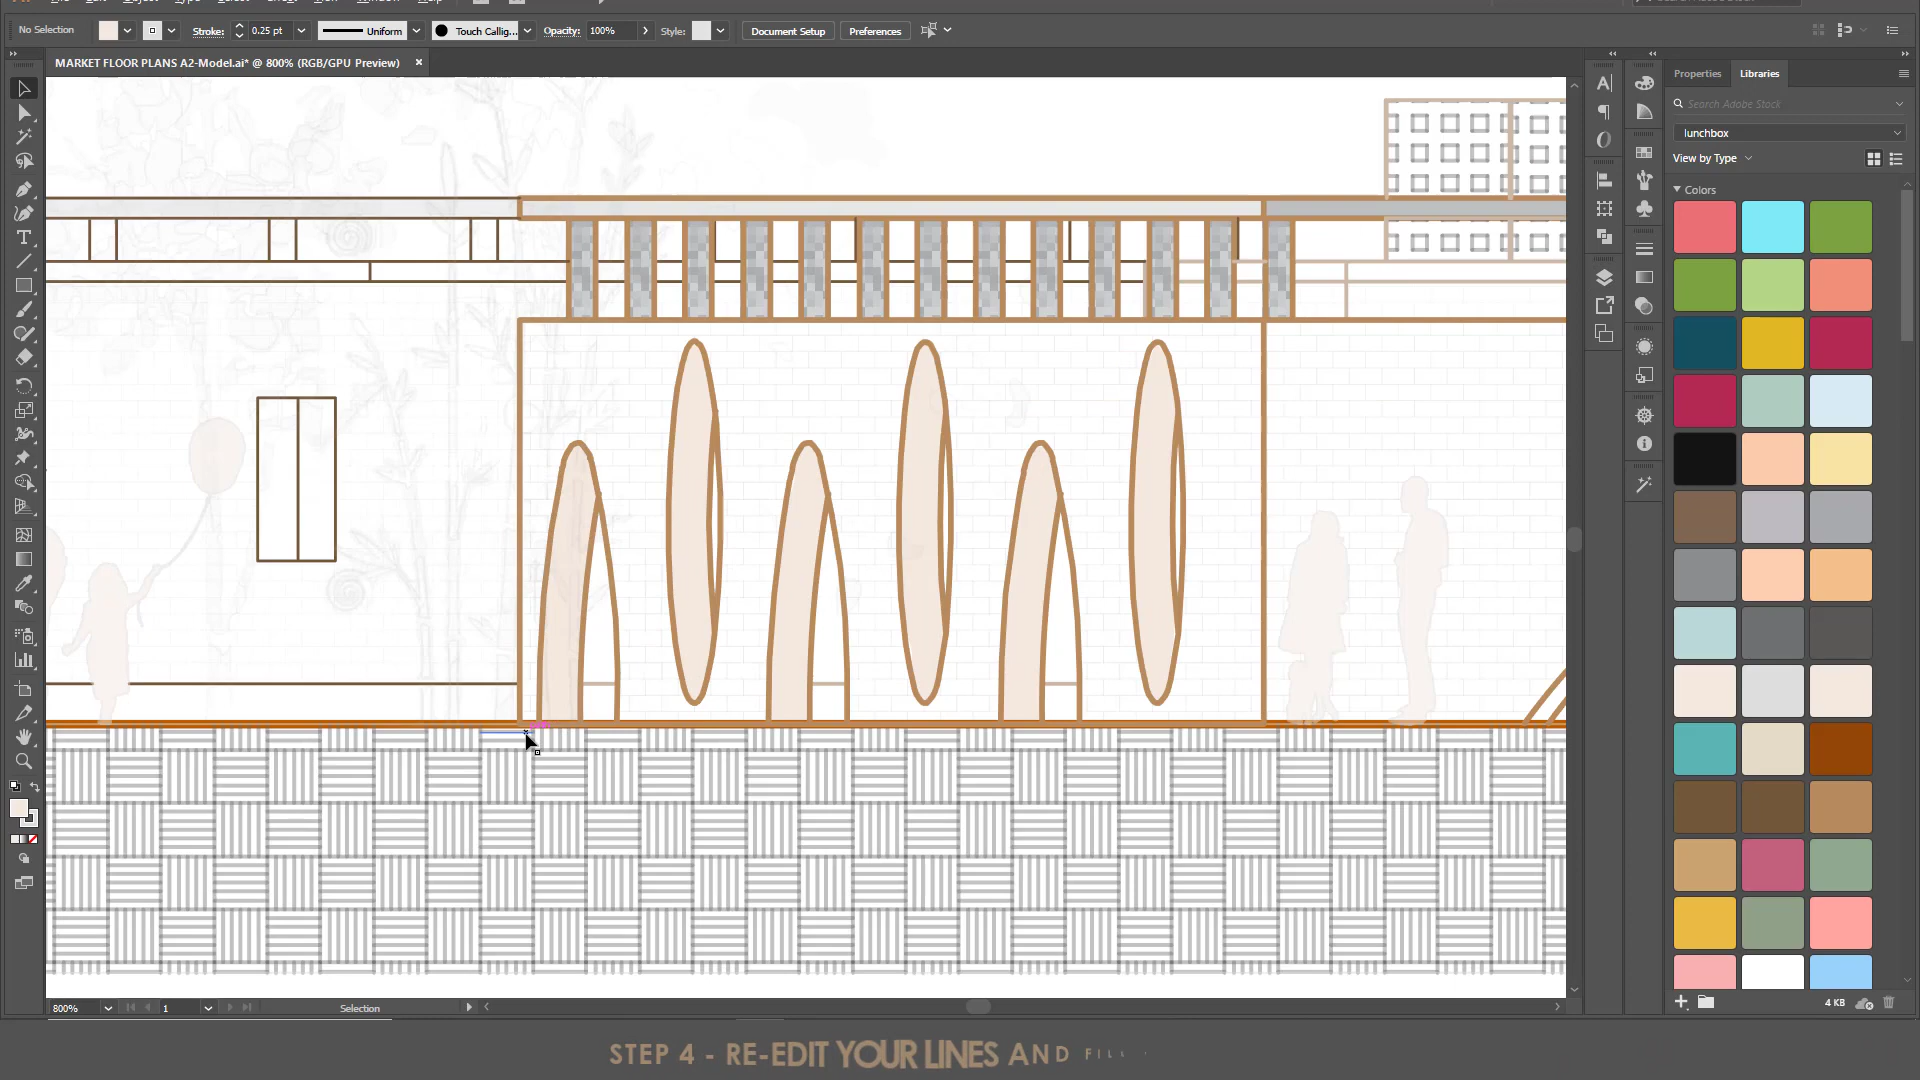 No Selection
Stroke:
0.25 pt
Uniform
Touch Callig...
Opacity:
100%
Style:
Document Setup
Preferences
MARKET FLOOR PLANS A2-Model.ai* @ 800% (RGB/GPU Preview)
Properties
Libraries
Search Adobe Stock
lunchbox
View by Type
Colors
800%
1
Selection
4 KB
STEP 4 - RE-EDIT YOUR LINES AND